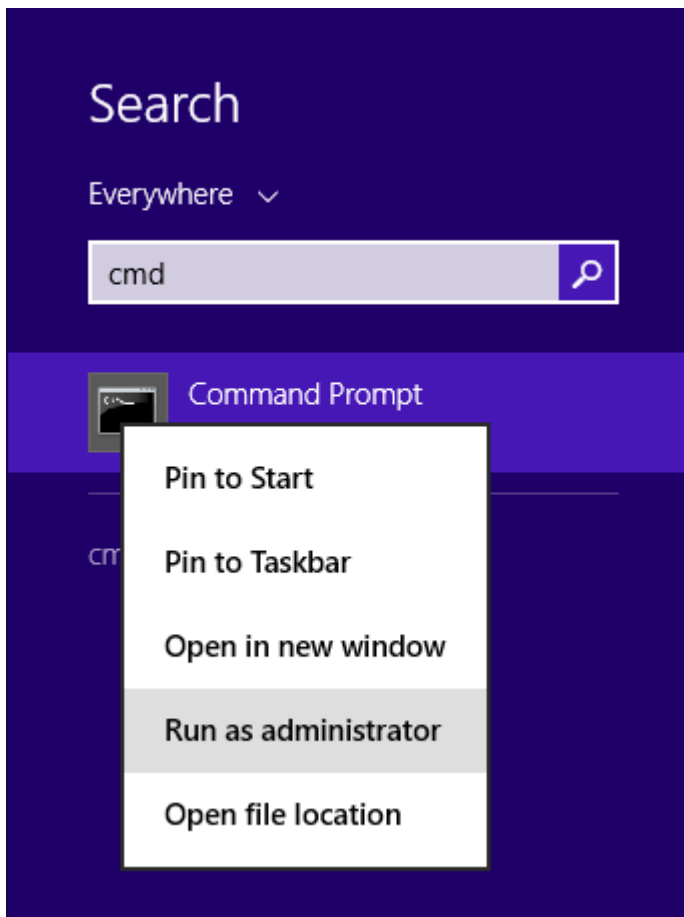 Search
Everywhere
cmd
Command Prompt
Pin to Start
Pin to Taskbar
cm
Open in new window
Run as administrator
Open file location